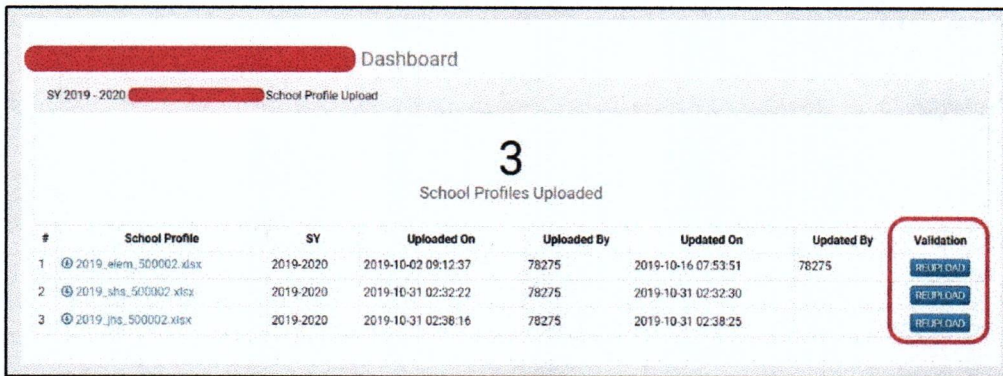 Dashboard
SY 2019 - 2020 School Profile Upload
3
School Profiles Uploaded
# School Profile SY Uploaded On Uploaded By Updated On Updated By Validation
1 2019_elem_500002.xlsx 2019-2020 2019-10-02 09:12:37 78275 2019-10-16 07:53:51 78275 REUPLOAD
2 2019_shs_500002.xlsx 2019-2020 2019-10-31 02:32:22 78275 2019-10-31 02:32:30 REUPLOAD
3 2019_jhs_500002.xlsx 2019-2020 2019-10-31 02:38:16 78275 2019-10-31 02:38:25 REUPLOAD